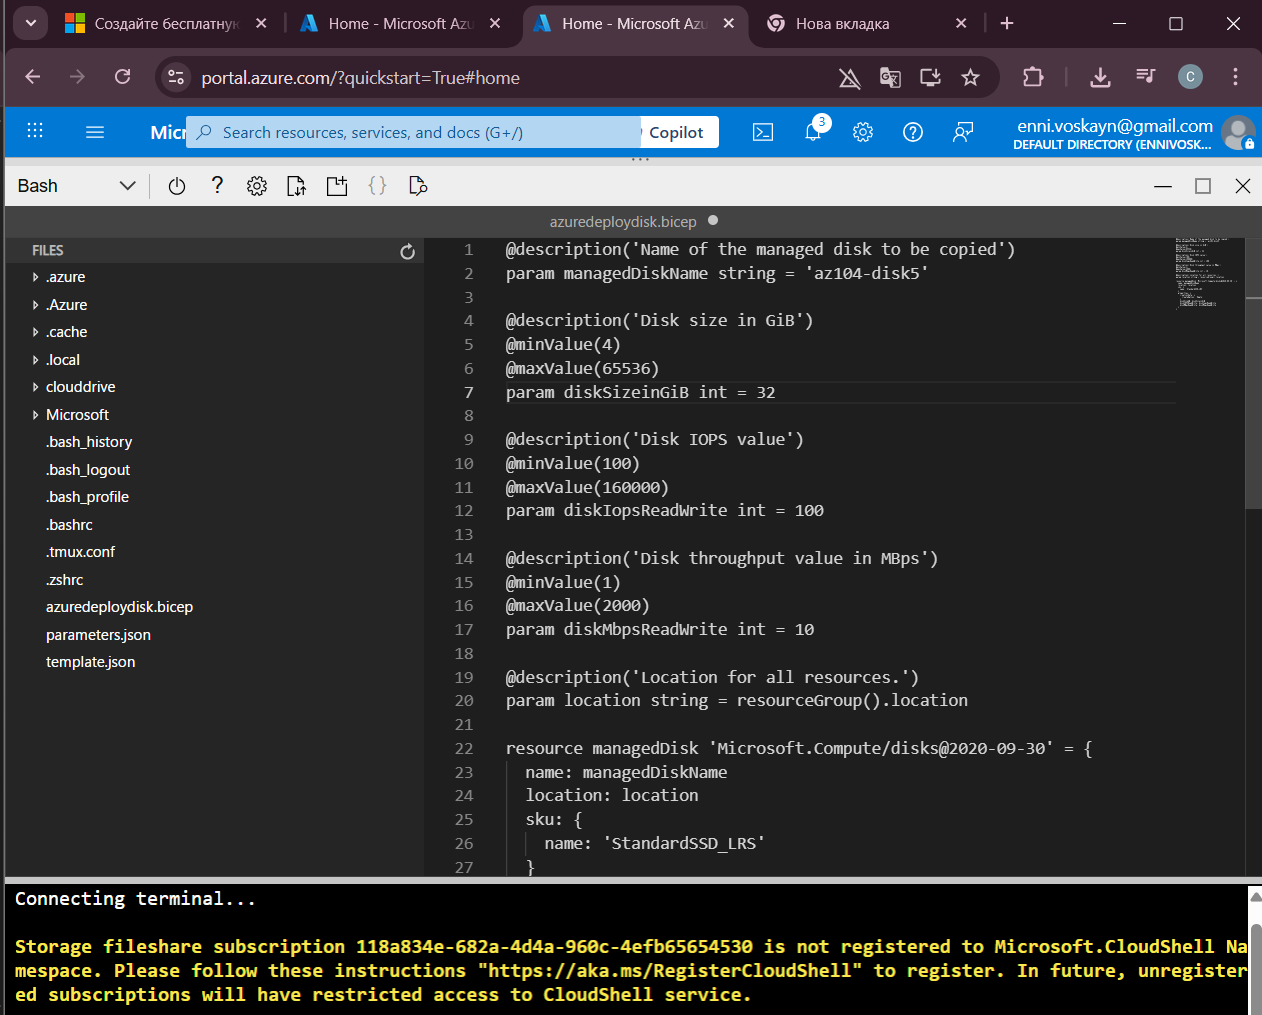 Создайте бесплатную
Home - Microsoft Azu
Home - Microsoft Azu
Нова вкладка
portal.azure.com/?quickstart=True#home
C
Micr
Search resources, services, and docs (G+/)
Copilot
3
enni.voskayn@gmail.com
DEFAULT DIRECTORY (ENNIVOSK...
Bash
azuredeploydisk.bicep
FILES
.azure
.Azure
.cache
.local
clouddrive
Microsoft
.bash_history
.bash_logout
.bash_profile
.bashrc
.tmux.conf
.zshrc
azuredeploydisk.bicep
parameters.json
template.json
1 @description('Name of the managed disk to be copied')
2 param managedDiskName string = 'az104-disk5'
3
4 @description('Disk size in GiB')
5 @minValue(4)
6 @maxValue(65536)
7 param diskSizeinGiB int = 32
8
9 @description('Disk IOPS value')
10 @minValue(100)
11 @maxValue(160000)
12 param diskIopsReadWrite int = 100
13
14 @description('Disk throughput value in MBps')
15 @minValue(1)
16 @maxValue(2000)
17 param diskMbpsReadWrite int = 10
18
19 @description('Location for all resources.')
20 param location string = resourceGroup().location
21
22 resource managedDisk 'Microsoft.Compute/disks@2020-09-30' = {
23 name: managedDiskName
24 location: location
25 sku: {
26 name: 'StandardSSD_LRS'
27 }
Connecting terminal...
Storage fileshare subscription 118a834e-682a-4d4a-960c-4efb65654530 is not registered to Microsoft.CloudShell Na
mespace. Please follow these instructions "https://aka.ms/RegisterCloudShell" to register. In future, unregister
ed subscriptions will have restricted access to CloudShell service.